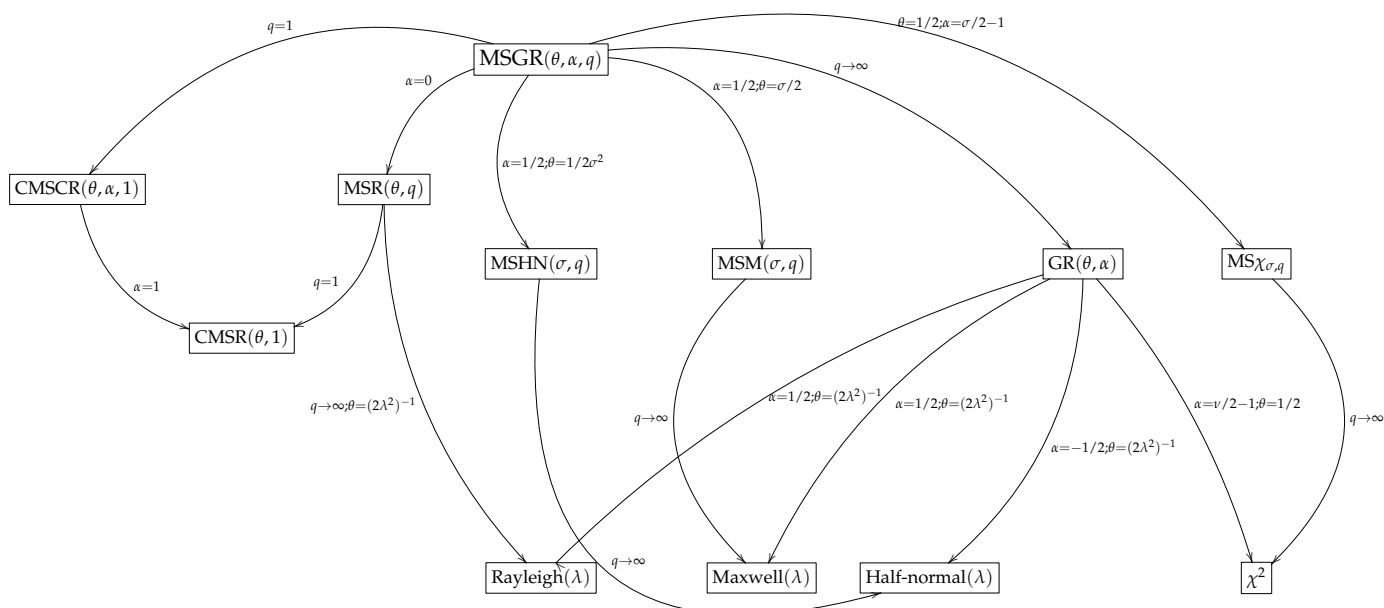 θ=1/2;α=σ/2−1
q=1
MSGR(θ, α, q)
q→∞
α=0
α=1/2;θ=σ/2
α=1/2;θ=1/2σ²
CMSCR(θ, α, 1)
MSR(θ, q)
MSHN(σ, q)
MSM(σ, q)
GR(θ, α)
MSχσ,q
α=1
q=1
CMSR(θ, 1)
q→∞;θ=(2λ²)⁻¹
α=1/2;θ=(2λ²)⁻¹
α=1/2;θ=(2λ²)⁻¹
α=ν/2−1;θ=1/2
q→∞
q→∞
α=−1/2;θ=(2λ²)⁻¹
q→∞
Rayleigh(λ)
Maxwell(λ)
Half-normal(λ)
χ²